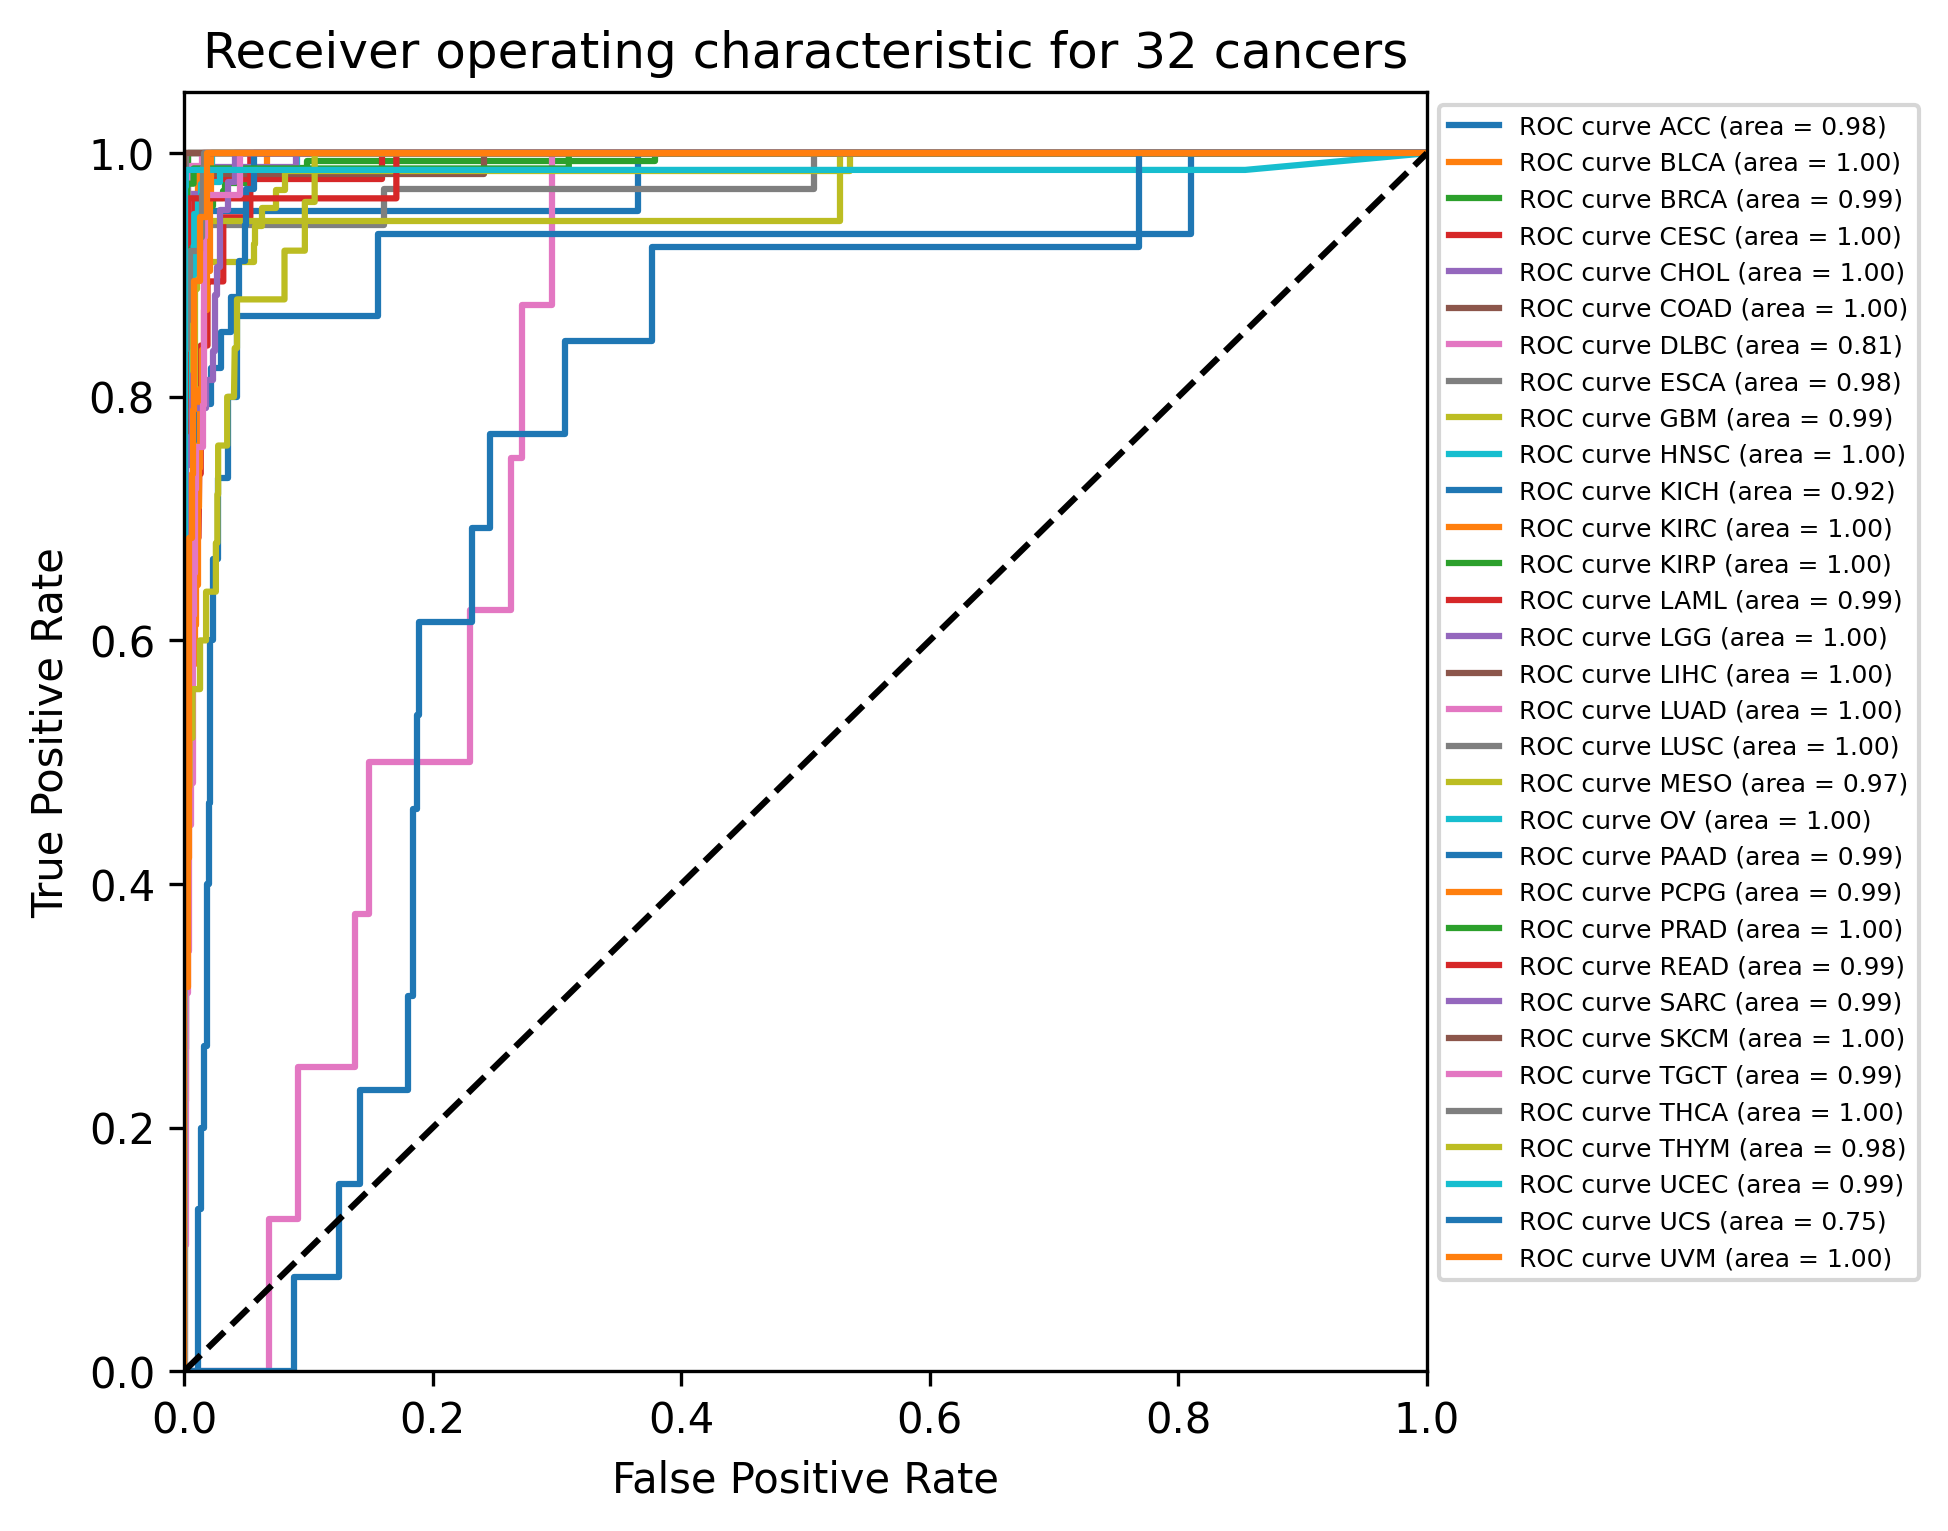 Receiver operating characteristic for 32 cancers
True Positive Rate
1.0
0.8
0.6
0.4
0.2
0.0
0.0 0.2 0.4 0.6 0.8 1.0
False Positive Rate
ROC curve ACC (area = 0.98)
ROC curve BLCA (area = 1.00)
ROC curve BRCA (area = 0.99)
ROC curve CESC (area = 1.00)
ROC curve CHOL (area = 1.00)
ROC curve COAD (area = 1.00)
ROC curve DLBC (area = 0.81)
ROC curve ESCA (area = 0.98)
ROC curve GBM (area = 0.99)
ROC curve HNSC (area = 1.00)
ROC curve KICH (area = 0.92)
ROC curve KIRC (area = 1.00)
ROC curve KIRP (area = 1.00)
ROC curve LAML (area = 0.99)
ROC curve LGG (area = 1.00)
ROC curve LIHC (area = 1.00)
ROC curve LUAD (area = 1.00)
ROC curve LUSC (area = 1.00)
ROC curve MESO (area = 0.97)
ROC curve OV (area = 1.00)
ROC curve PAAD (area = 0.99)
ROC curve PCPG (area = 0.99)
ROC curve PRAD (area = 1.00)
ROC curve READ (area = 0.99)
ROC curve SARC (area = 0.99)
ROC curve SKCM (area = 1.00)
ROC curve TGCT (area = 0.99)
ROC curve THCA (area = 1.00)
ROC curve THYM (area = 0.98)
ROC curve UCEC (area = 0.99)
ROC curve UCS (area = 0.75)
ROC curve UVM (area = 1.00)